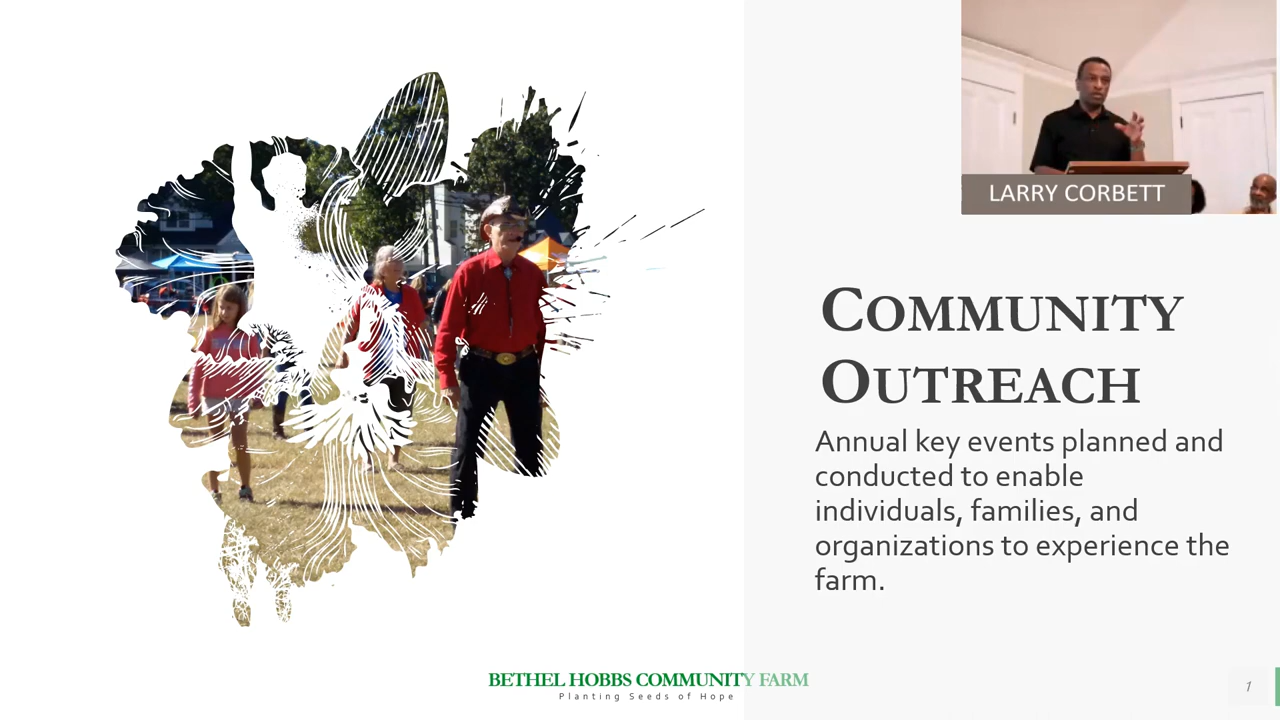 LARRY CORBETT
COMMUNITY
OUTREACH
Annual key events planned and
conducted to enable
individuals, families, and
organizations to experience the
farm.
BETHEL HOBBS COMMUNITY FARM
Planting Seeds of Hope
1